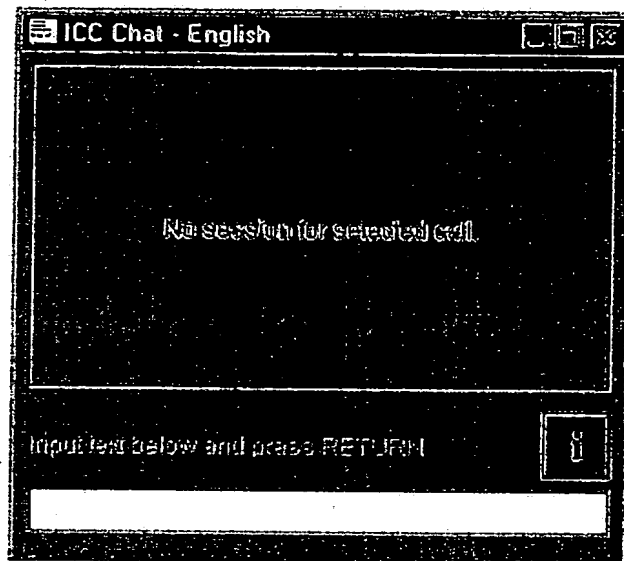 ICC Chat - English
No session for selected call.
Input text below and press RETURN
i